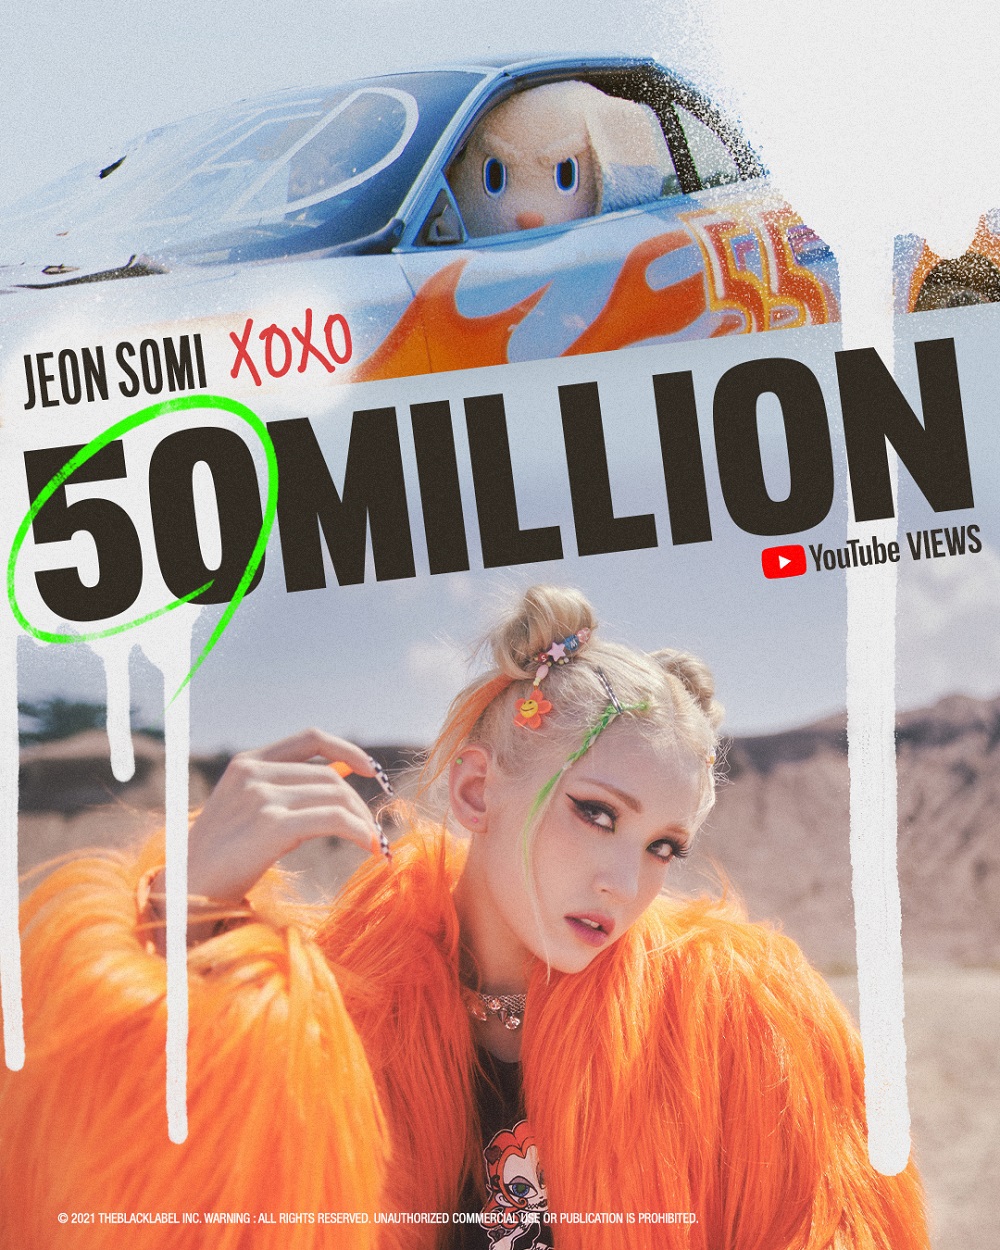 JEON SOMI XOXO
50MILLION
YouTube VIEWS
55
© 2021 THEBLACKLABEL INC. WARNING : ALL RIGHTS RESERVED. UNAUTHORIZED COMMERCIAL USE OR PUBLICATION IS PROHIBITED.